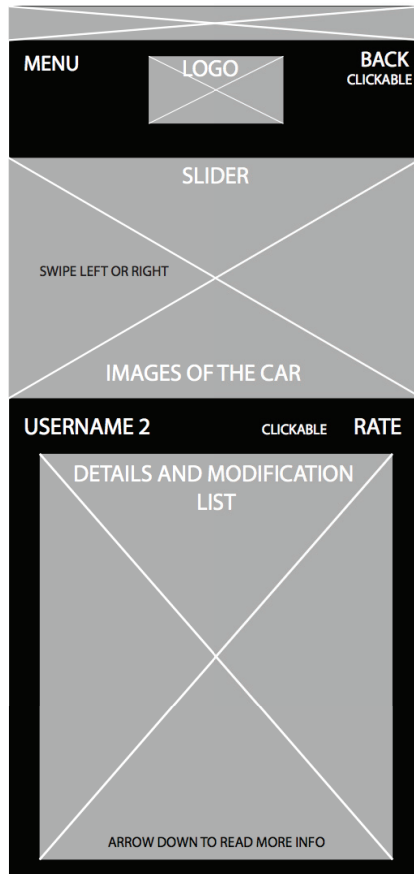 MENU
LOGO
BACK
CLICKABLE
SLIDER
SWIPE LEFT OR RIGHT
IMAGES OF THE CAR
USERNAME 2
CLICKABLE
RATE
DETAILS AND MODIFICATION
LIST
ARROW DOWN TO READ MORE INFO